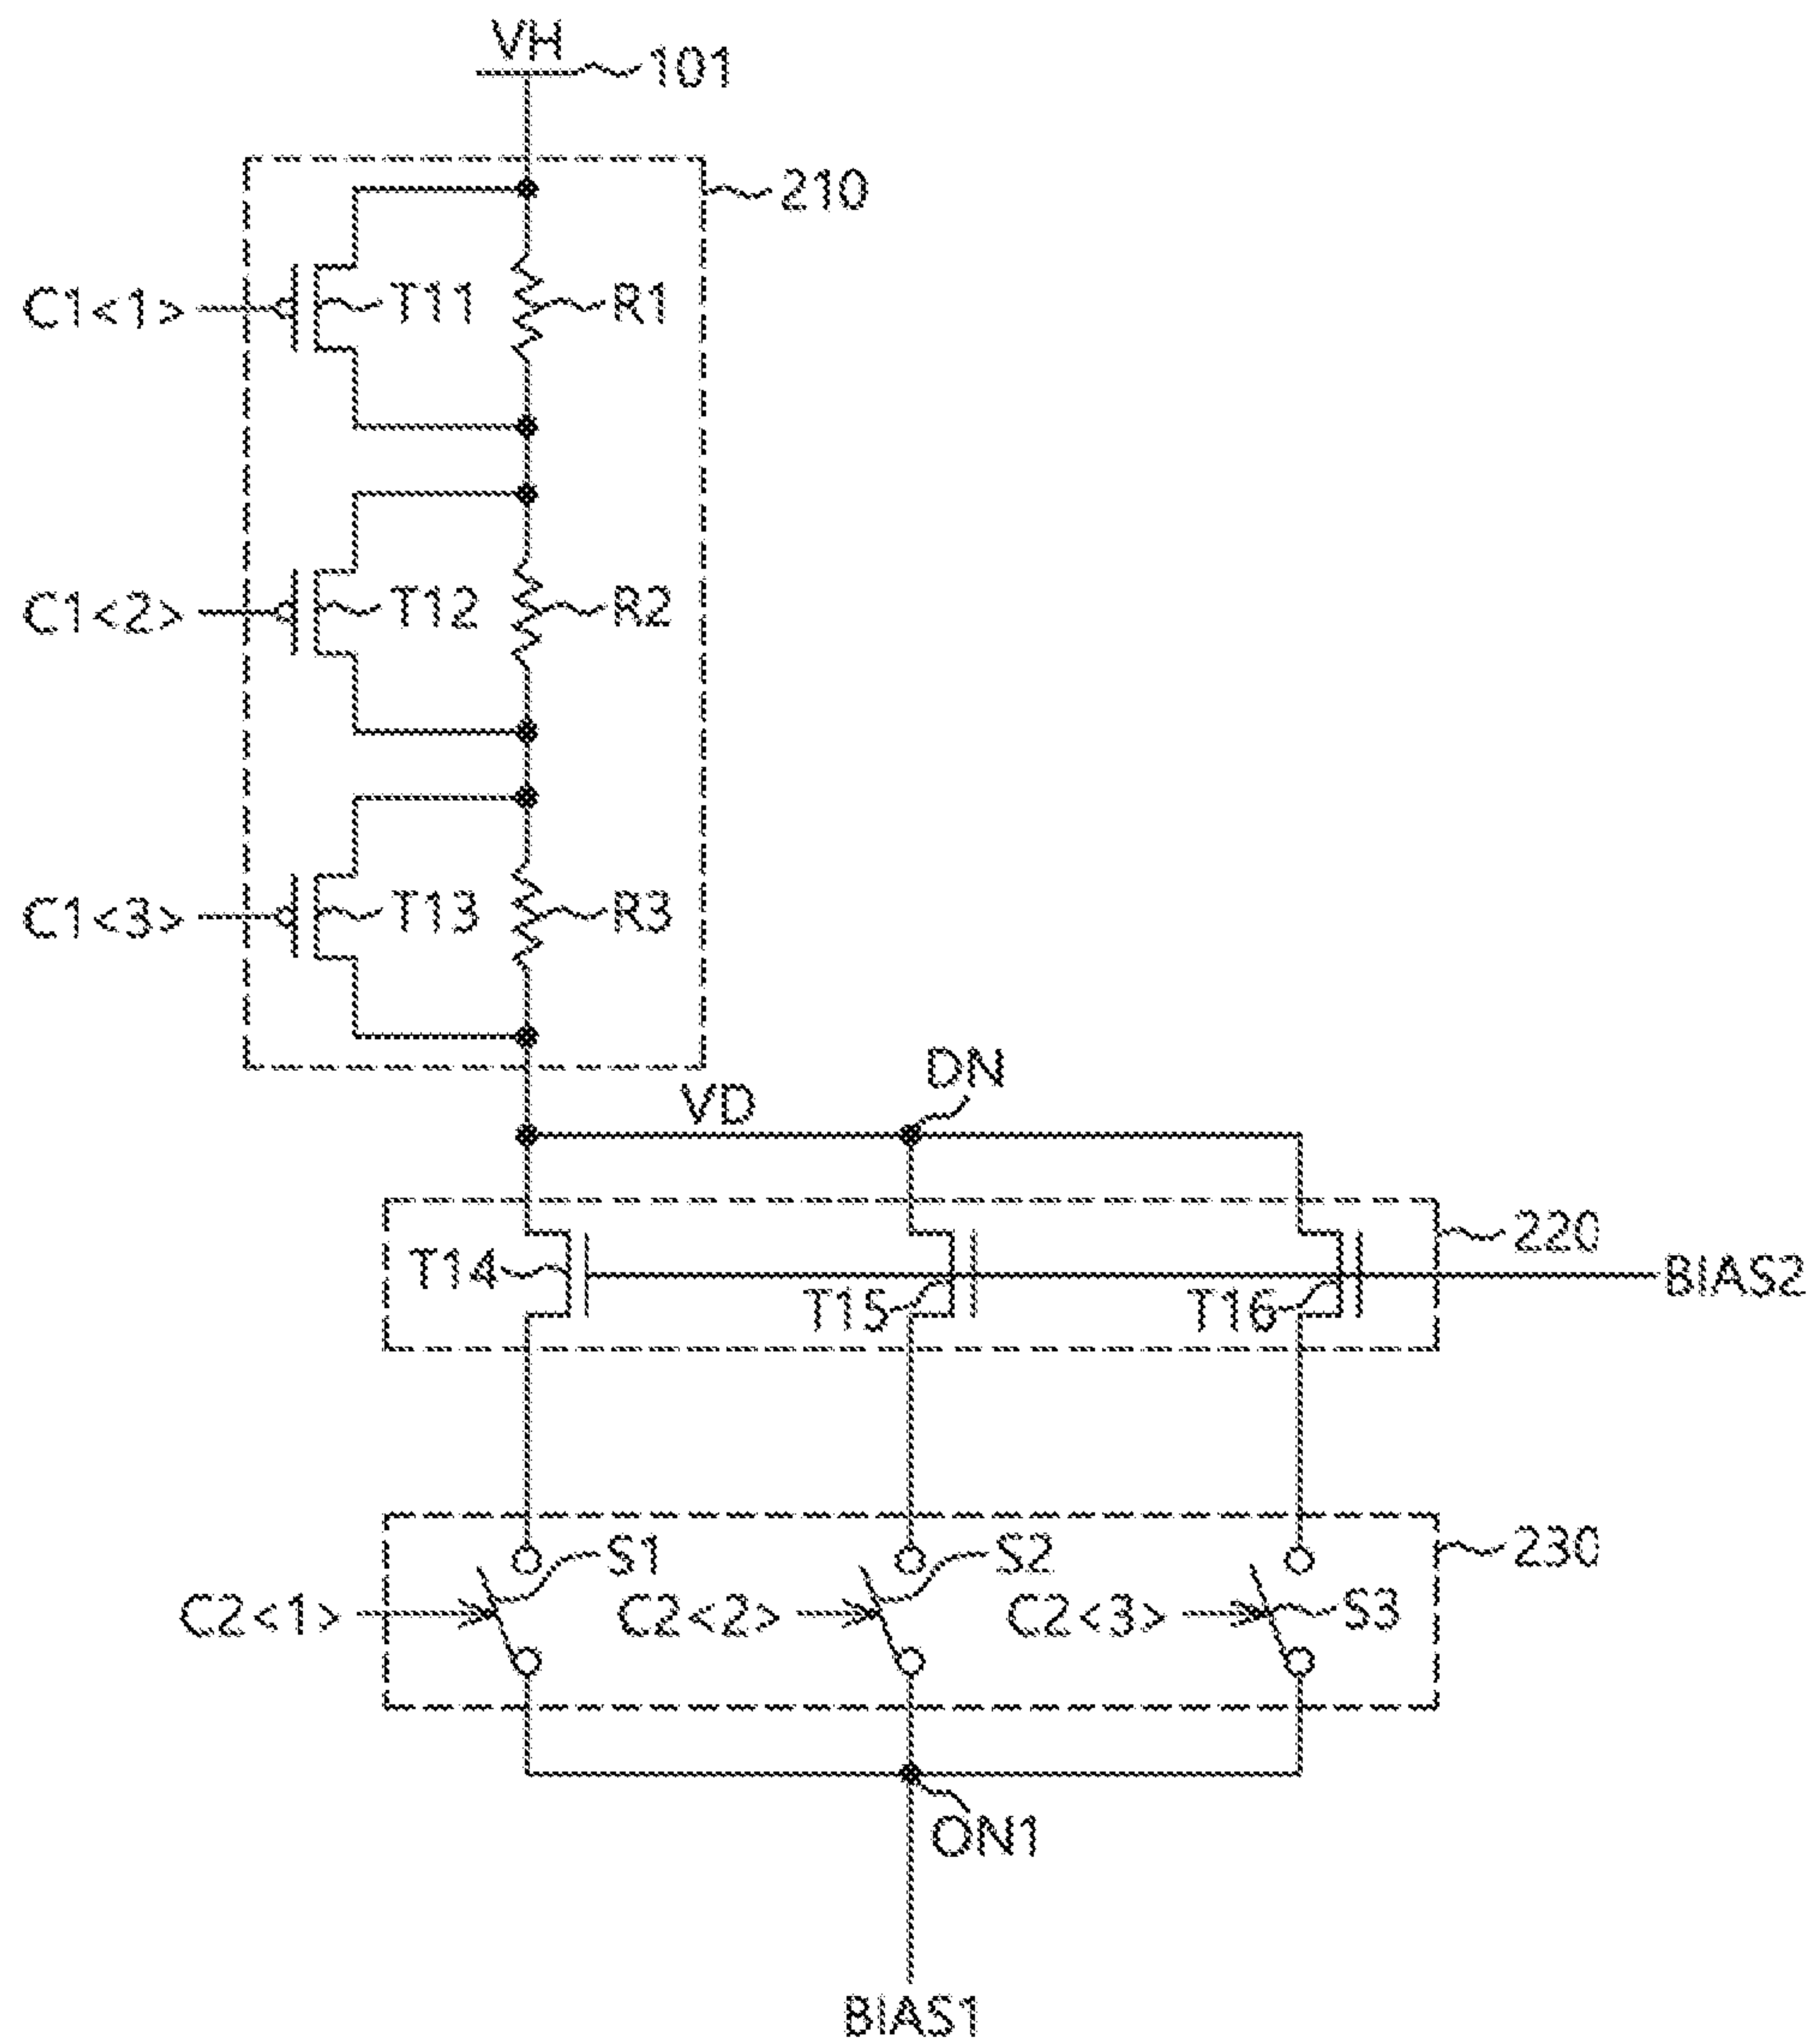 VH
101
210
C1<1>
T11
R1
C1<2>
T12
R2
C1<3>
T13
R3
DN
VD
220
T14
T15
T16
BIAS2
230
S1
S2
C2<1>
C2<2>
C2<3>
S3
ON1
BIAS1